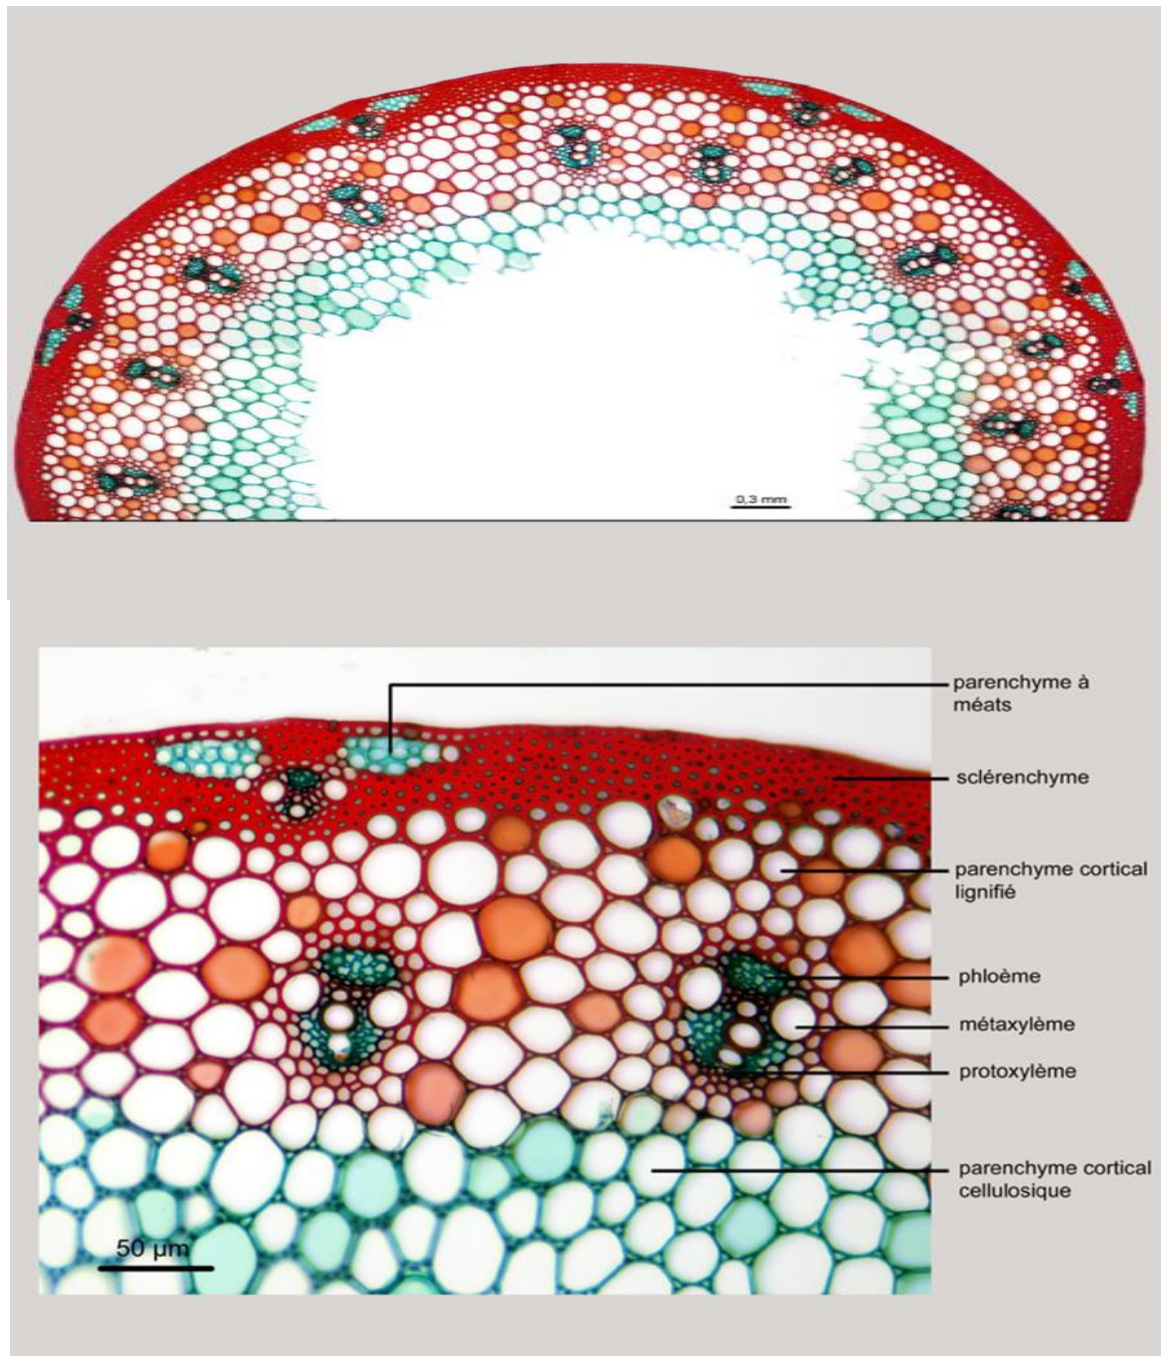 0,3 mm
parenchyme à
méats
sclérenchyme
parenchyme cortical
lignifié
phloème
métaxylème
protoxylème
parenchyme cortical
cellulosique
50 µm